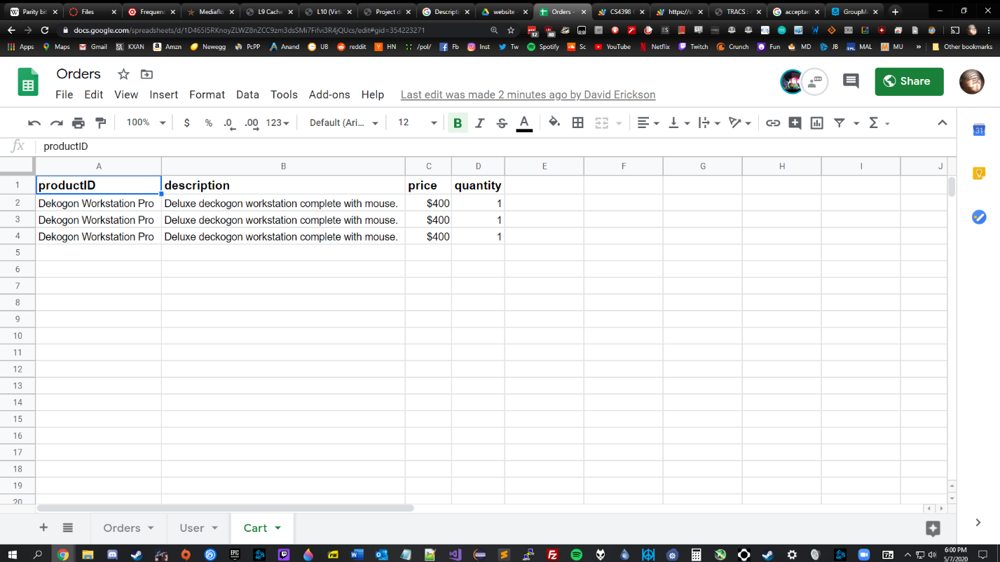 Parity bit
Files
Frequenc
Mediaflo
L9 Cache
L10 (Virtu
Project de
Descripti
website -
Orders -
CS4398 
https://s
TRACS :
acceptan
GroupMe
docs.google.com/spreadsheets/d/1D465I5RKnoyZLWZ8nZCC9zm3dsSMi7Fifvi3R4jQUcs/edit#gid=354223271
Apps
Maps
Gmail
KXAN
Amzn
Newegg
PcPP
Anand
UB
reddit
HN
/pol/
Fb
Inst
Tw
Spotify
Sc
YouTube
Netflix
Twitch
Crunch
Fun
MD
JB
MAL
MU
»
Other bookmarks
Orders
File Edit View Insert Format Data Tools Add-ons Help Last edit was made 2 minutes ago by David Erickson
Share
100% $ % .0 .00 123 Default (Ari... 12 B I S A
fx productID
A B C D E F G H I J
1 productID description price quantity
2 Dekogon Workstation Pro Deluxe deckogon workstation complete with mouse. $400 1
3 Dekogon Workstation Pro Deluxe deckogon workstation complete with mouse. $400 1
4 Dekogon Workstation Pro Deluxe deckogon workstation complete with mouse. $400 1
5
6
7
8
9
10
11
12
13
14
15
16
17
18
19
20
+ Orders User Cart
6:00 PM
5/7/2020